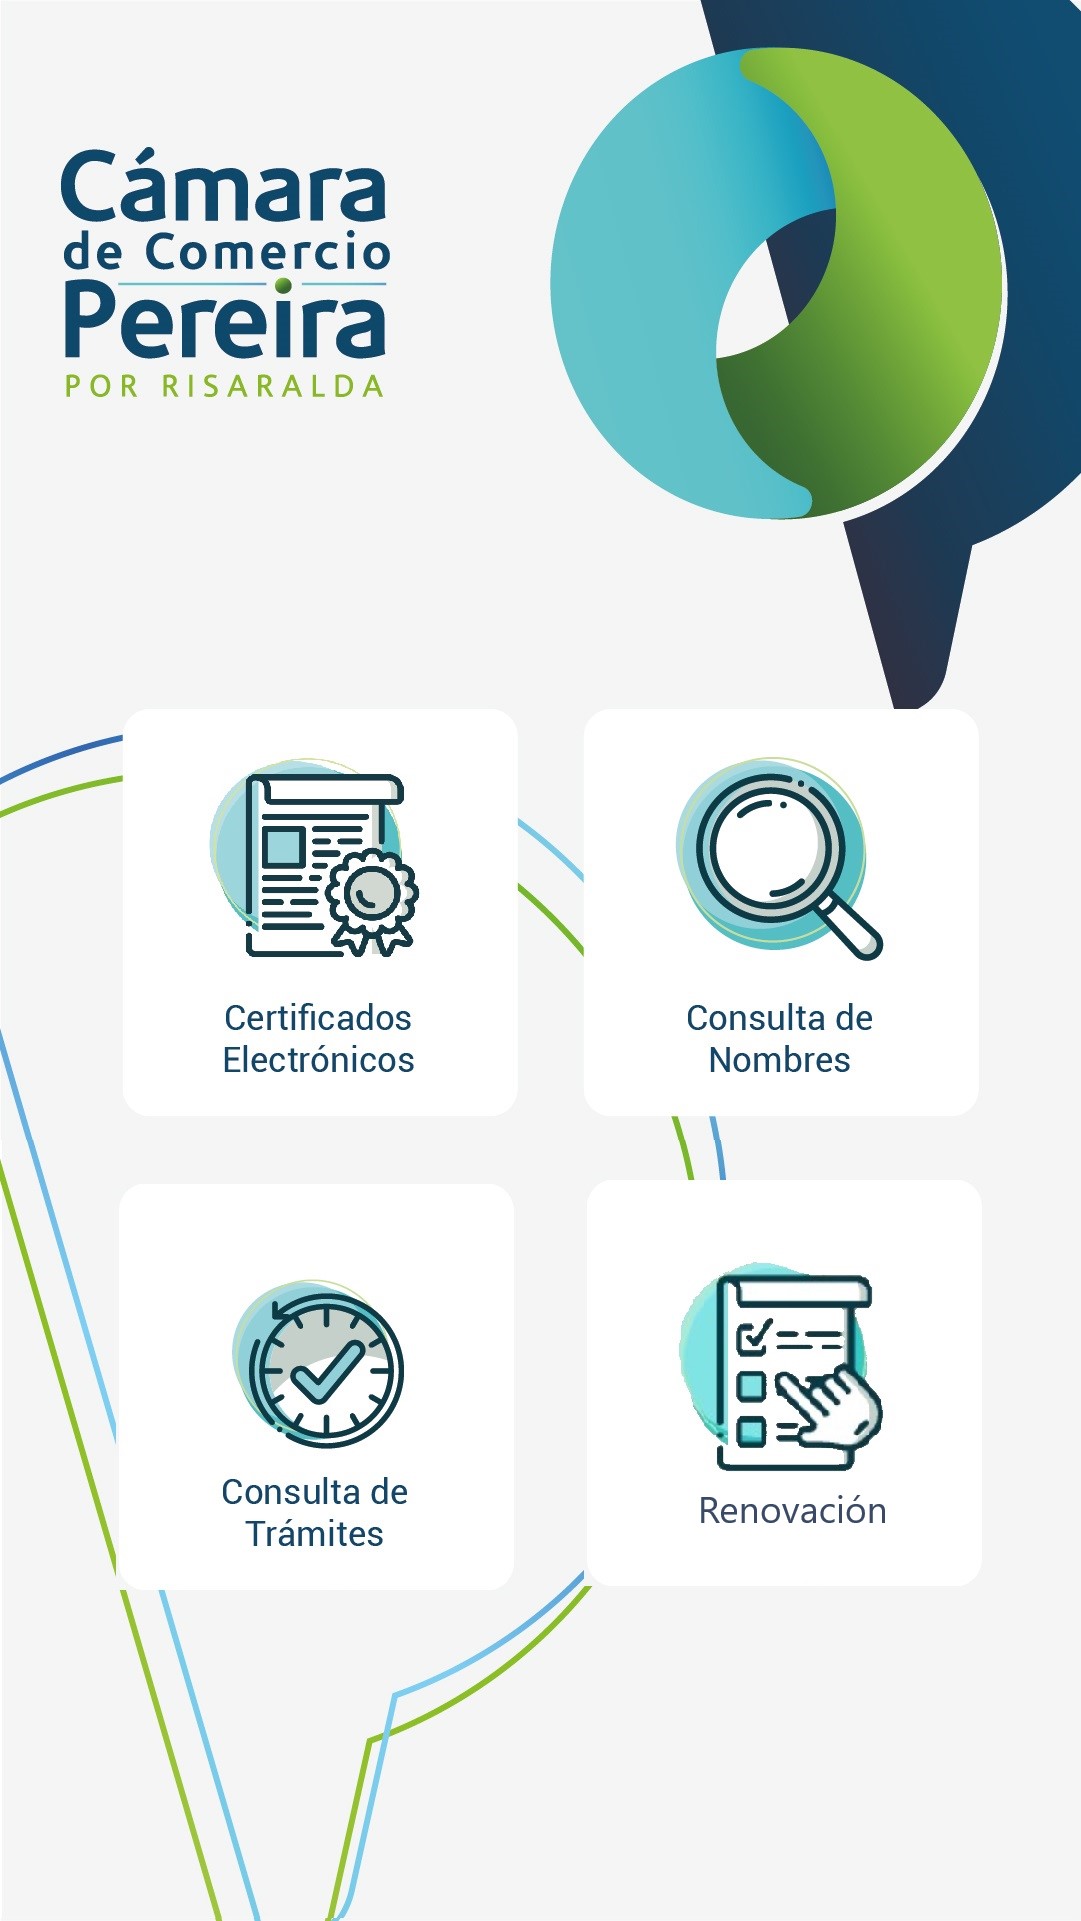 Cámara
de Comercio
Pereira
POR RISARALDA
Certificados
Electrónicos
Consulta de
Nombres
Consulta de
Trámites
Renovación